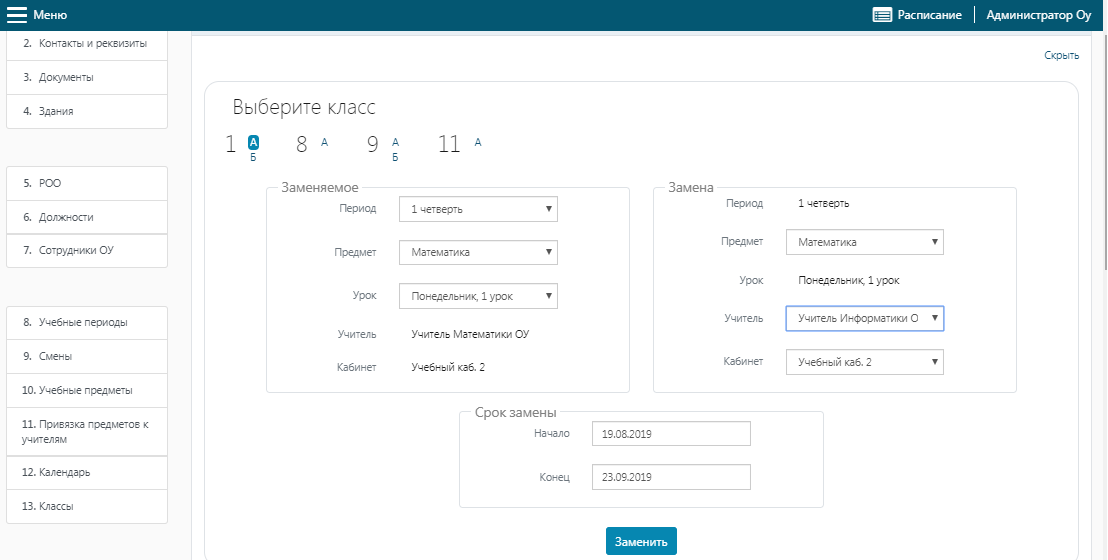 Меню
Расписание
Администратор Оу
2. Контакты и реквизиты
3. Документы
4. Здания
5. РОО
6. Должности
7. Сотрудники ОУ
8. Учебные периоды
9. Смены
10. Учебные предметы
11. Привязка предметов к
учителям
12. Календарь
13. Классы
Скрыть
Выберите класс
1 А
Б
8 А
9 А
Б
11 А
Заменяемое
Период 1 четверть
Предмет Математика
Урок Понедельник, 1 урок
Учитель Учитель Математики ОУ
Кабинет Учебный каб. 2
Замена
Период 1 четверть
Предмет Математика
Урок Понедельник, 1 урок
Учитель Учитель Информатики О
Кабинет Учебный каб. 2
Срок замены
Начало 19.08.2019
Конец 23.09.2019
Заменить